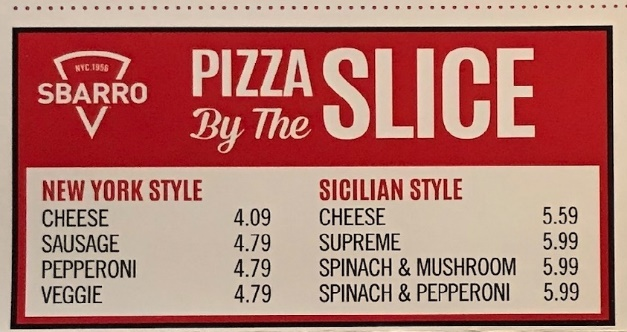 NYC 1956
SBARRO
PIZZA
By The
SLICE
NEW YORK STYLE
CHEESE 4.09
SAUSAGE 4.79
PEPPERONI 4.79
VEGGIE 4.79
SICILIAN STYLE
CHEESE 5.59
SUPREME 5.99
SPINACH & MUSHROOM 5.99
SPINACH & PEPPERONI 5.99